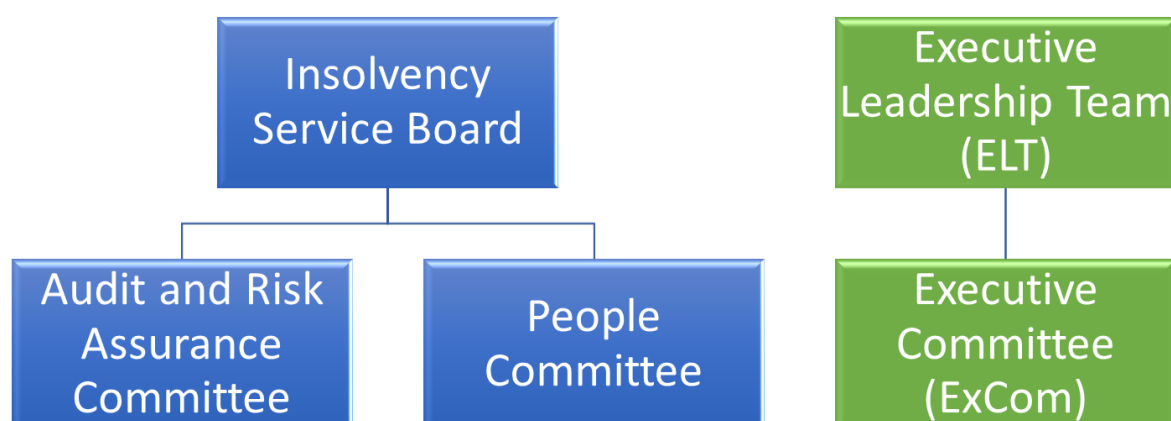 Insolvency
Service Board
Executive
Leadership Team
(ELT)
Audit and Risk
Assurance
Committee
People
Committee
Executive
Committee
(ExCom)